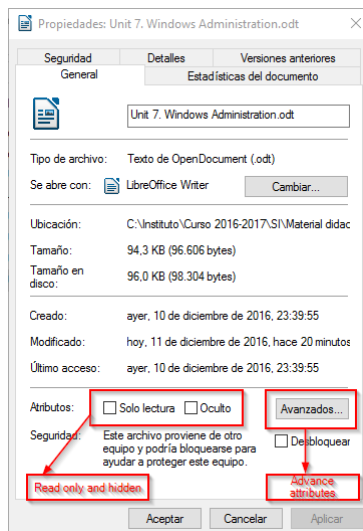 Propiedades: Unit 7. Windows Administration.odt
Seguridad Detalles Versiones anteriores
General Estadísticas del documento
Unit 7. Windows Administration.odt
Tipo de archivo: Texto de OpenDocument (.odt)
Se abre con: LibreOffice Writer Cambiar...
Ubicación: C:\Instituto\Curso 2016-2017\SI\Material didac
Tamaño: 94,3 KB (96.606 bytes)
Tamaño en
disco: 96,0 KB (98.304 bytes)
Creado: ayer, 10 de diciembre de 2016, 23:39:55
Modificado: hoy, 11 de diciembre de 2016, hace 20 minutos
Último acceso: ayer, 10 de diciembre de 2016, 23:39:55
Atributos: Solo lectura Oculto Avanzados...
Seguridad: Este archivo proviene de otro
equipo y podría bloquearse para
ayudar a proteger este equipo.
Desbloquear
Read only and hidden
Advance
attributes
Aceptar Cancelar Aplicar